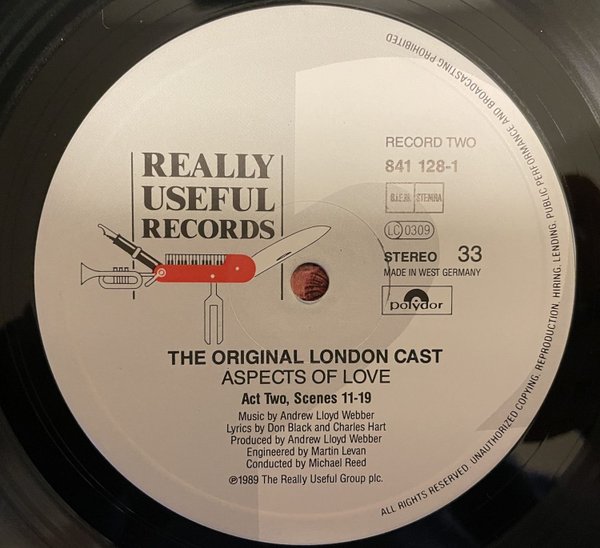 RECORD TWO
841 128-1
REALLY
USEFUL
RECORDS
B.I.E.M. STEMRA
LC 0309
STEREO 33
MADE IN WEST GERMANY
polydor
THE ORIGINAL LONDON CAST
ASPECTS OF LOVE
Act Two, Scenes 11-19
Music by Andrew Lloyd Webber
Lyrics by Don Black and Charles Hart
Produced by Andrew Lloyd Webber
Engineered by Martin Levan
Conducted by Michael Reed
℗1989 The Really Useful Group plc.
ALL RIGHTS RESERVED. UNAUTHORIZED COPYING, REPRODUCTION, HIRING, LENDING, PUBLIC PERFORMANCE AND BROADCASTING PROHIBITED